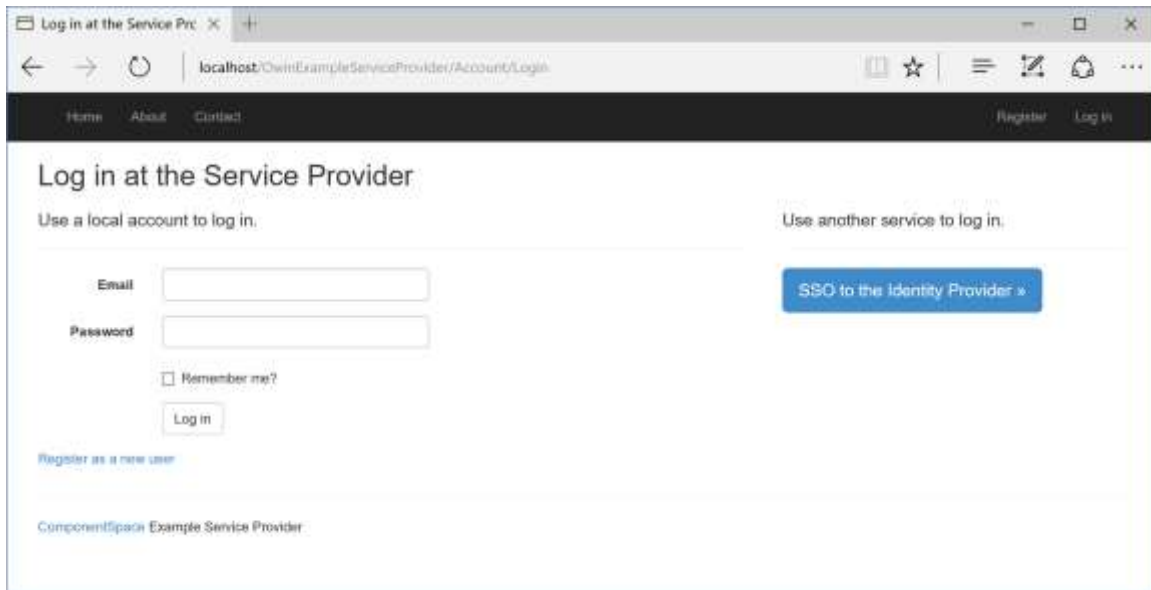 Log in at the Service Prc
localhost/OwinExampleServiceProvider/Account/Login
Home About Contact Register Log in
Log in at the Service Provider
Use a local account to log in.
Use another service to log in.
Email
SSO to the Identity Provider »
Password
Remember me?
Log in
Register as a new user
ComponentSpace Example Service Provider